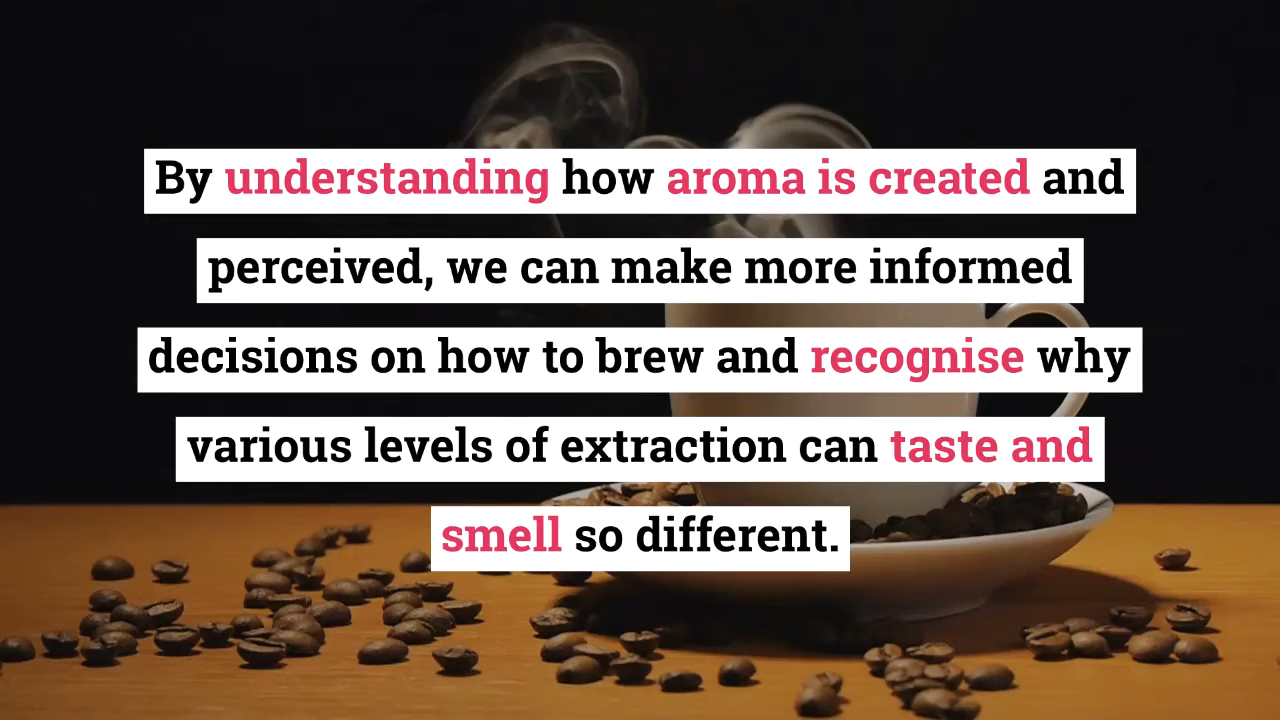 By understanding how aroma is created and
perceived, we can make more informed
decisions on how to brew and recognise why
various levels of extraction can taste and
smell so different.